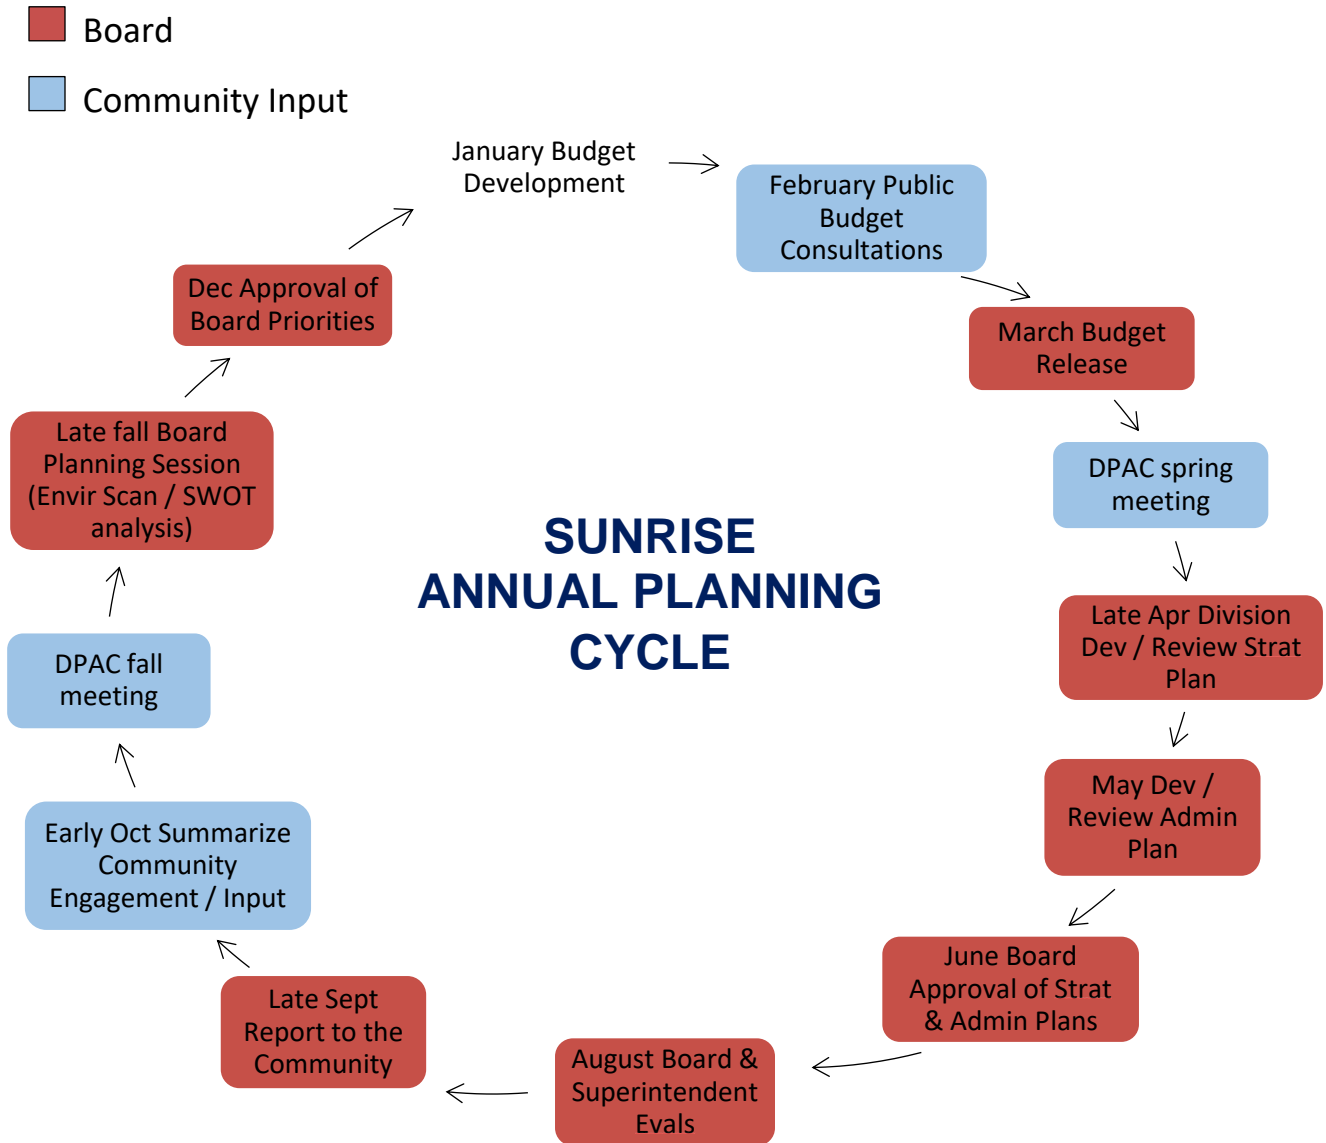 Board
Community Input
January Budget
Development
February Public
Budget
Consultations
March Budget
Release
DPAC spring
meeting
Late Apr Division
Dev / Review Strat
Plan
May Dev /
Review Admin
Plan
June Board
Approval of Strat
& Admin Plans
August Board &
Superintendent
Evals
Late Sept
Report to the
Community
Early Oct Summarize
Community
Engagement / Input
DPAC fall
meeting
Late fall Board
Planning Session
(Envir Scan / SWOT
analysis)
Dec Approval of
Board Priorities
SUNRISE
ANNUAL PLANNING
CYCLE